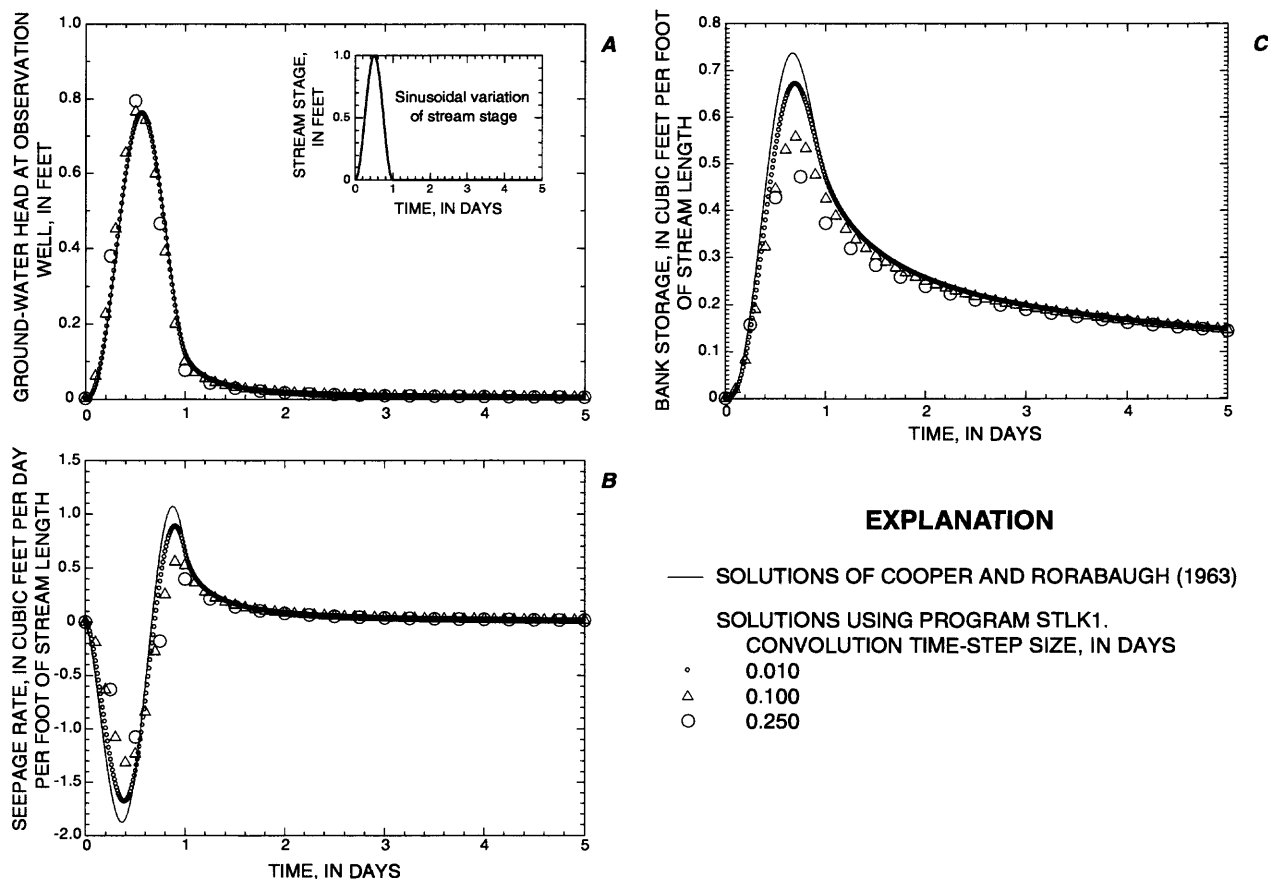 A
GROUND-WATER HEAD AT OBSERVATION
WELL, IN FEET
1.0
0.8
0.6
0.4
0.2
0
0 1 2 3 4 5
STREAM STAGE,
IN FEET
1.0
0.5
0
Sinusoidal variation
of stream stage
0 1 2 3 4 5
TIME, IN DAYS
B
SEEPAGE RATE, IN CUBIC FEET PER DAY
PER FOOT OF STREAM LENGTH
1.5
1.0
0.5
0
-0.5
-1.0
-1.5
-2.0
0 1 2 3 4 5
TIME, IN DAYS
C
BANK STORAGE, IN CUBIC FEET PER FOOT
OF STREAM LENGTH
0.8
0.7
0.6
0.5
0.4
0.3
0.2
0.1
0
0 1 2 3 4 5
TIME, IN DAYS
EXPLANATION
SOLUTIONS OF COOPER AND RORABAUGH (1963)
SOLUTIONS USING PROGRAM STLK1.
CONVOLUTION TIME-STEP SIZE, IN DAYS
0.010
0.100
0.250